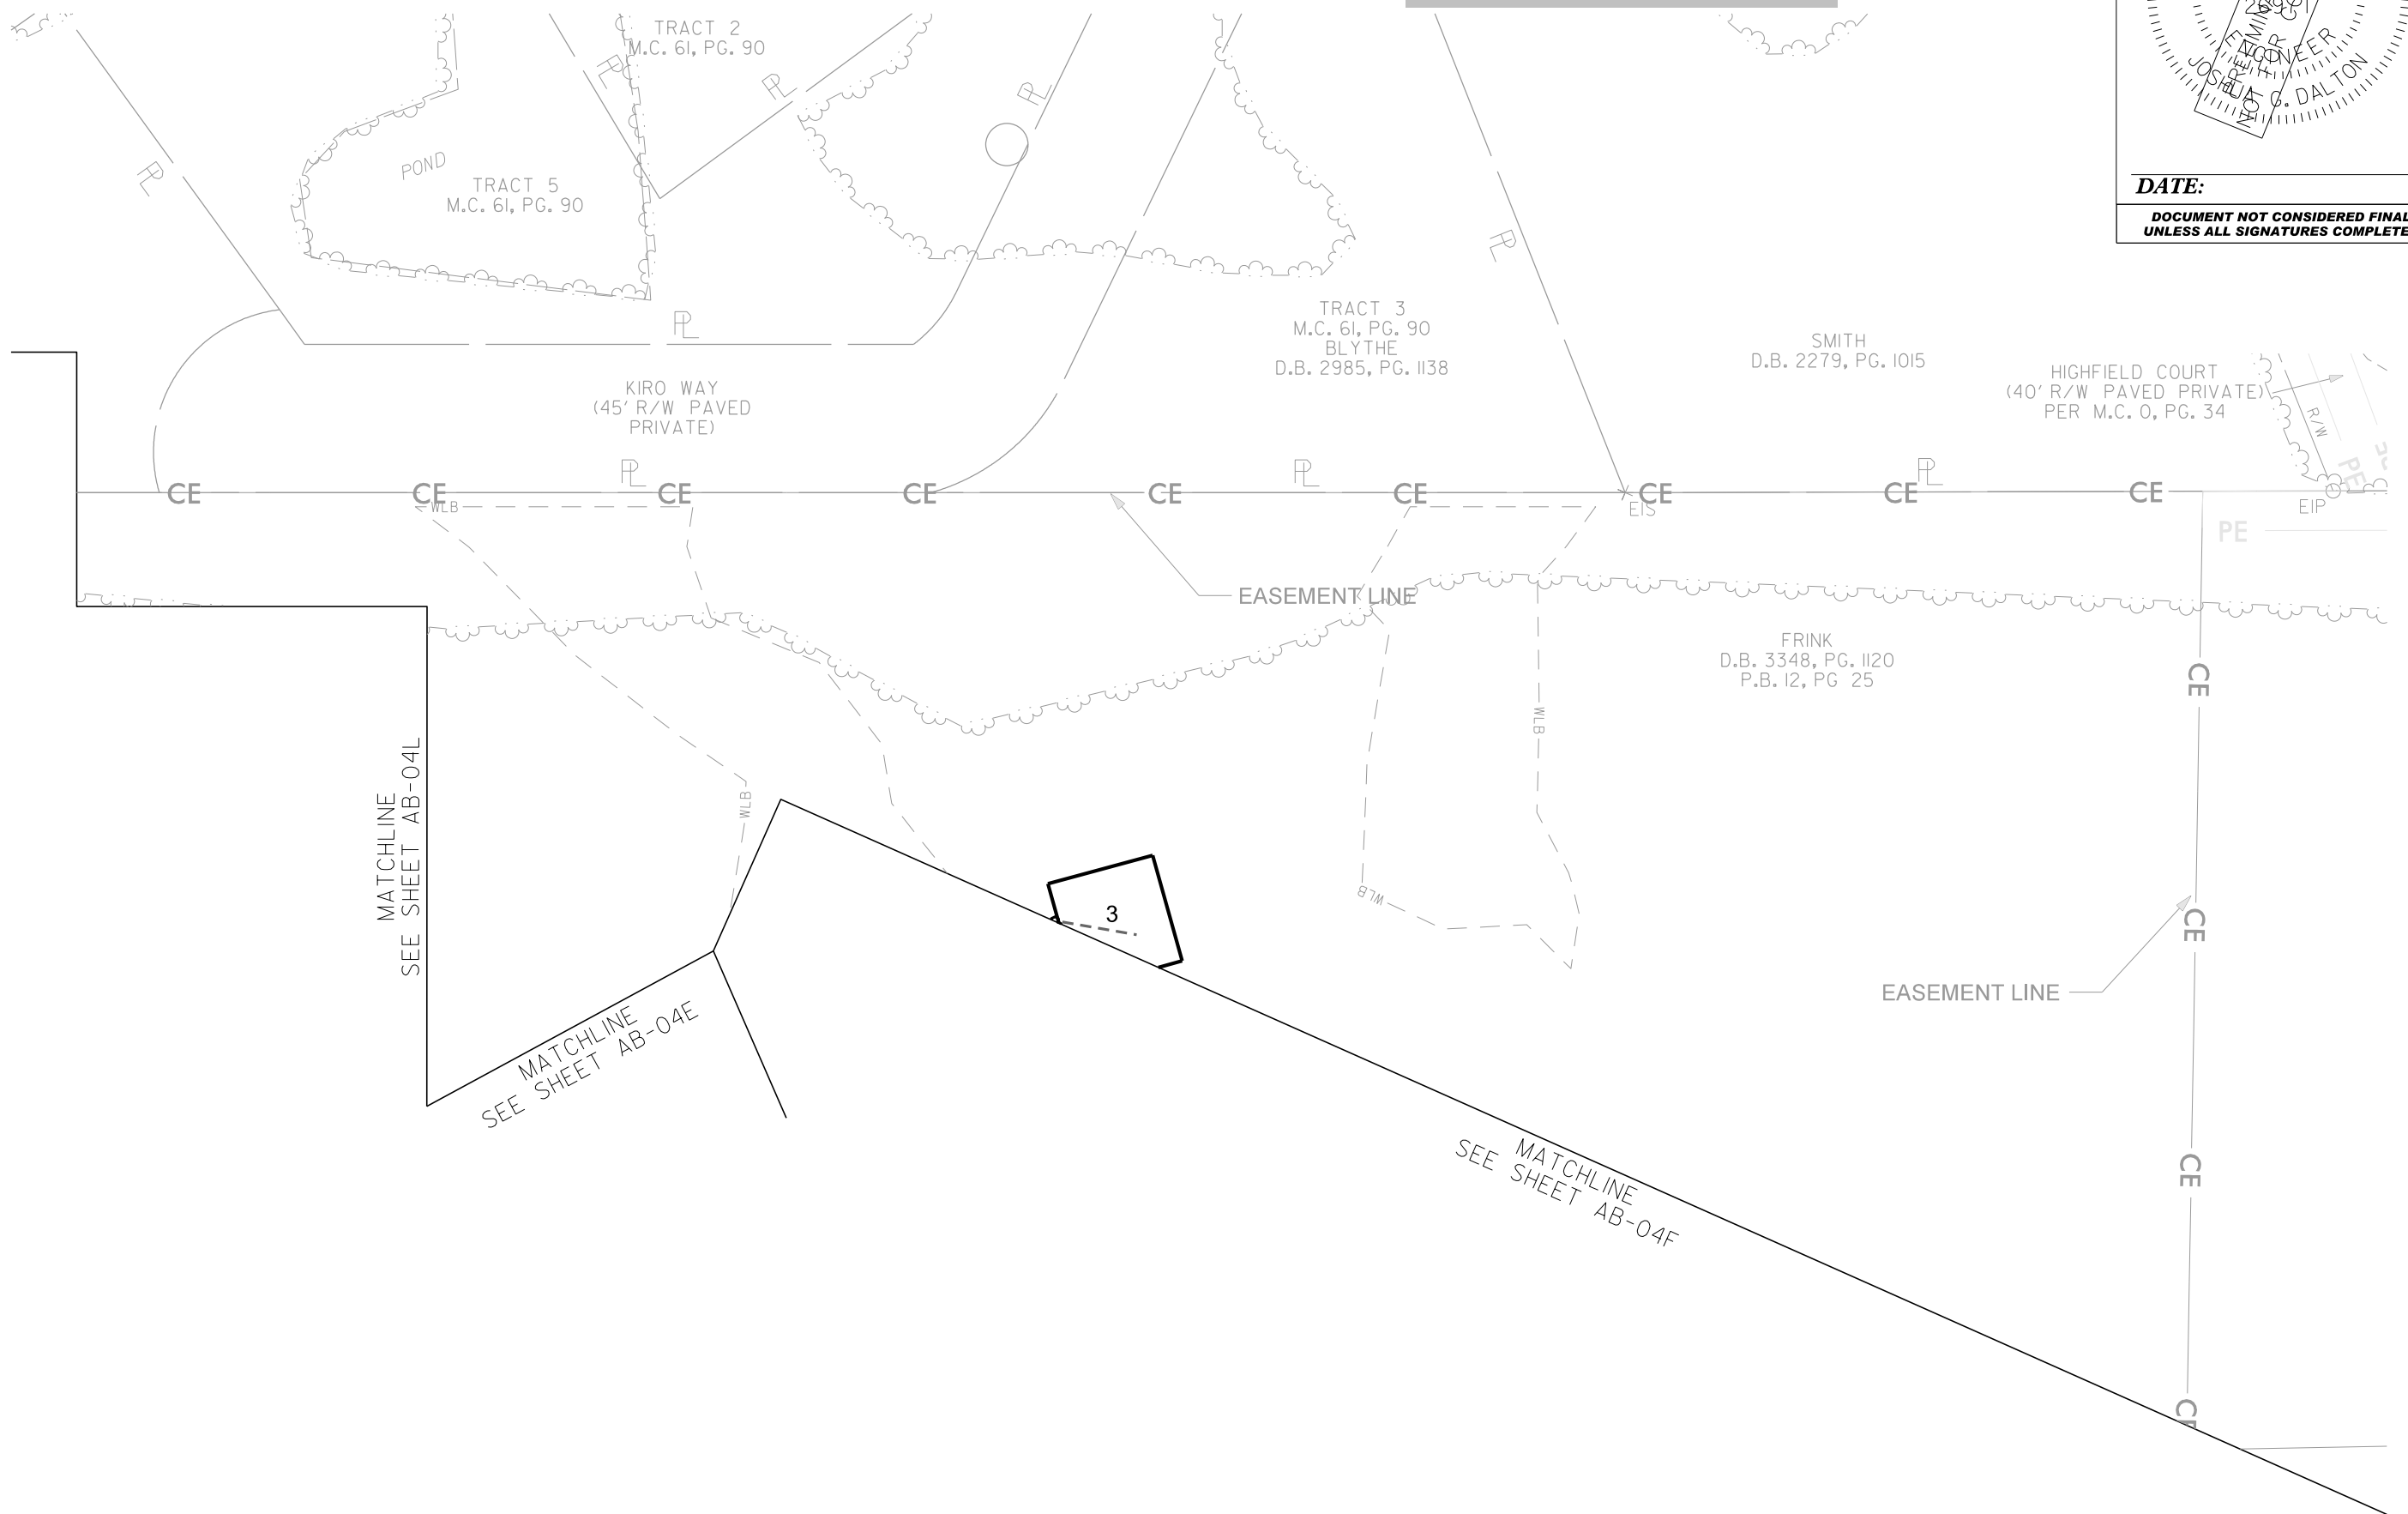 TRACT 2
M.C. 61, PG. 90
PL
PL
PL
PL
POND
TRACT 5
M.C. 61, PG. 90
ENGINEER
JOSHUA G. DALTON
DATE:
DOCUMENT NOT CONSIDERED FINAL
UNLESS ALL SIGNATURES COMPLETE
PL
PL
TRACT 3
M.C. 61, PG. 90
BLYTHE
D.B. 2985, PG. 1138
SMITH
D.B. 2279, PG. 1015
HIGHFIELD COURT
(40' R/W PAVED PRIVATE)
PER M.C. O, PG. 34
R/W
KIRO WAY
(45' R/W PAVED
PRIVATE)
PL
PL
PL
PE
CE
CE
CE
CE
CE
CE
CE
CE
CE
WLB
EIS
EIP
PE
EASEMENT LINE
FRINK
D.B. 3348, PG. 1120
P.B. 12, PG 25
CE
WLB
MATCHLINE
SEE SHEET AB-04L
WLB
3
WLB
CE
EASEMENT LINE
MATCHLINE
SEE SHEET AB-04E
MATCHLINE
SEE SHEET AB-04F
CE
CE